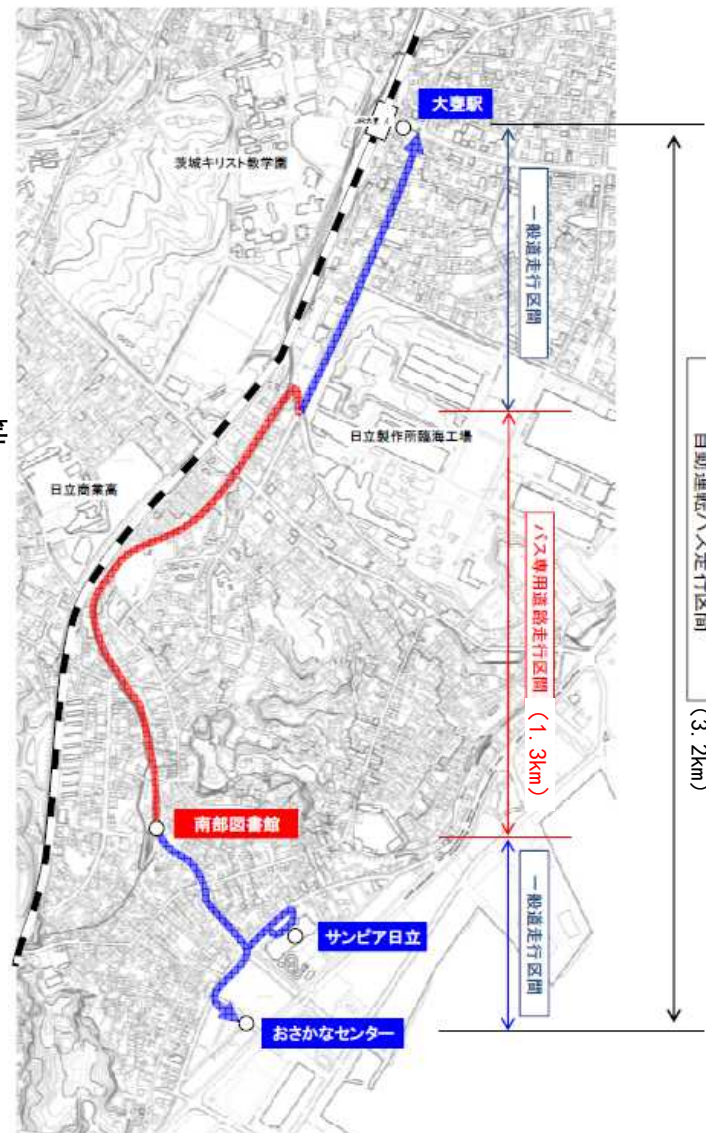 大甕駅
茨城キリスト教学園
一般道走行区間
日立製作所臨海工場
日立商業高
バス専用道路走行区間
(1.3km)
自動運転バス走行区間
(3.2km)
南部図書館
サンピア日立
一般道走行区間
おさかなセンター